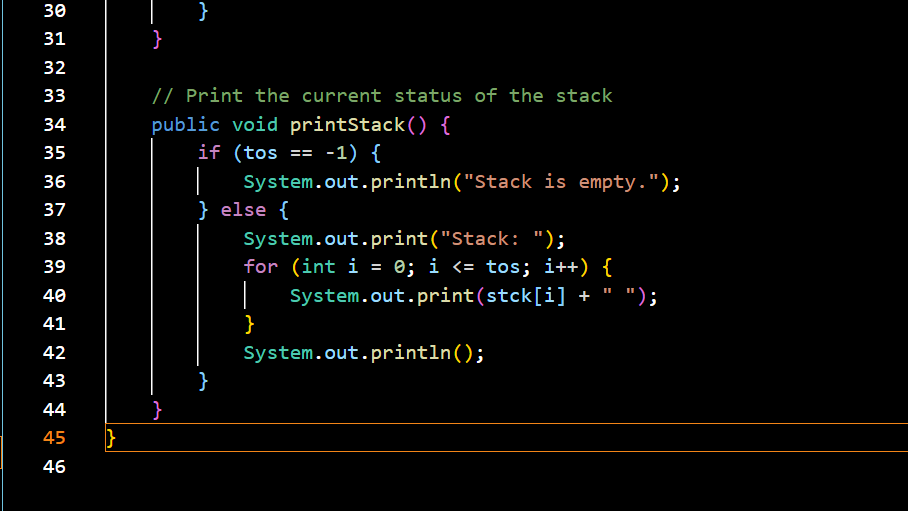 30         }
31     }
32
33     // Print the current status of the stack
34     public void printStack() {
35         if (tos == -1) {
36             System.out.println("Stack is empty.");
37         } else {
38             System.out.print("Stack: ");
39             for (int i = 0; i <= tos; i++) {
40                 System.out.print(stck[i] + " ");
41             }
42             System.out.println();
43         }
44     }
45 }
46